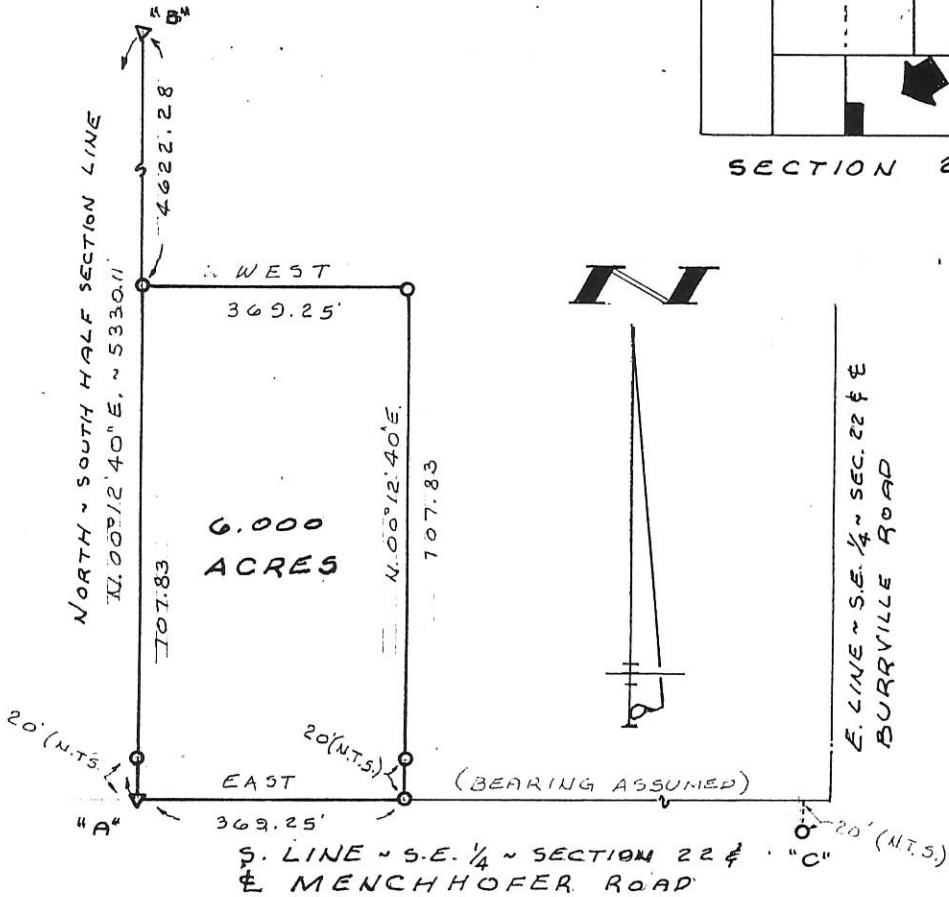 "B"
4622.28
NORTH ~ SOUTH HALF SECTION LINE
N.00°12'40"E. ~ 5330.11'
SECTION 2
WEST
369.25'
N
6.000
ACRES
707.83
N.00°12'40"E.
707.83
E. LINE ~ S.E. 1/4 ~ SEC. 22 & ℄
BURRVILLE ROAD
20' (N.T.S.
20'(N.T.S.)
EAST
(BEARING ASSUMED)
"A"
369.25'
"C"
20' (N.T.S.)
S. LINE ~ S.E. 1/4 ~ SECTION 22 &
℄ MENCHHOFER ROAD